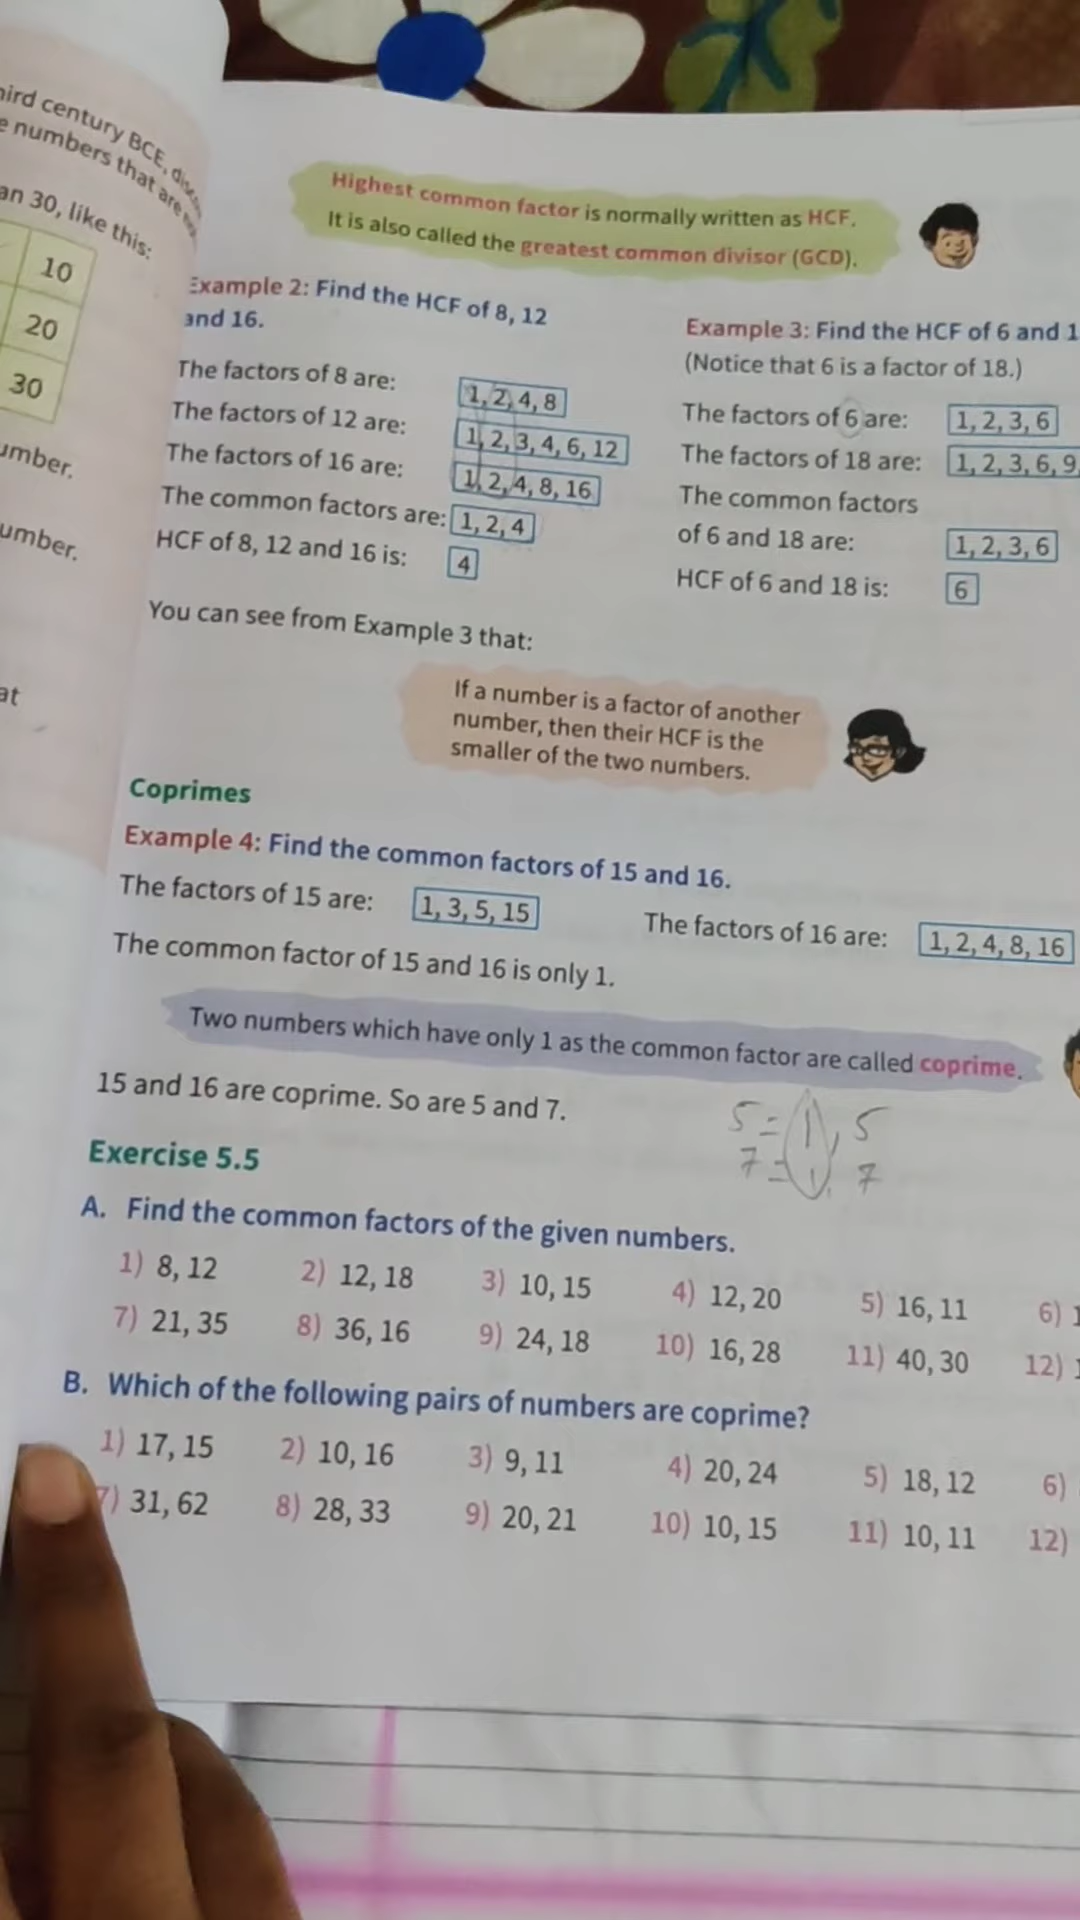 hird century BCE,
e numbers that are
an 30, like this:
10
20
30
umber.
umber.
at
Highest common factor is normally written as HCF.
It is also called the greatest common divisor (GCD).
Example 2: Find the HCF of 8, 12
and 16.
The factors of 8 are: 1, 2, 4, 8
The factors of 12 are: 1, 2, 3, 4, 6, 12
The factors of 16 are: 1, 2, 4, 8, 16
The common factors are: 1, 2, 4
HCF of 8, 12 and 16 is: 4
Example 3: Find the HCF of 6 and 1
(Notice that 6 is a factor of 18.)
The factors of 6 are: 1, 2, 3, 6
The factors of 18 are: 1, 2, 3, 6, 9,
The common factors
of 6 and 18 are: 1, 2, 3, 6
HCF of 6 and 18 is: 6
You can see from Example 3 that:
If a number is a factor of another
number, then their HCF is the
smaller of the two numbers.
Coprimes
Example 4: Find the common factors of 15 and 16.
The factors of 15 are: 1, 3, 5, 15 The factors of 16 are: 1, 2, 4, 8, 16
The common factor of 15 and 16 is only 1.
Two numbers which have only 1 as the common factor are called coprime.
15 and 16 are coprime. So are 5 and 7.
5 = 1, 5
7 = 1, 7
Exercise 5.5
A. Find the common factors of the given numbers.
1) 8, 12 2) 12, 18 3) 10, 15 4) 12, 20 5) 16, 11 6) 1
7) 21, 35 8) 36, 16 9) 24, 18 10) 16, 28 11) 40, 30 12) 1
B. Which of the following pairs of numbers are coprime?
1) 17, 15 2) 10, 16 3) 9, 11 4) 20, 24 5) 18, 12 6)
7) 31, 62 8) 28, 33 9) 20, 21 10) 10, 15 11) 10, 11 12)